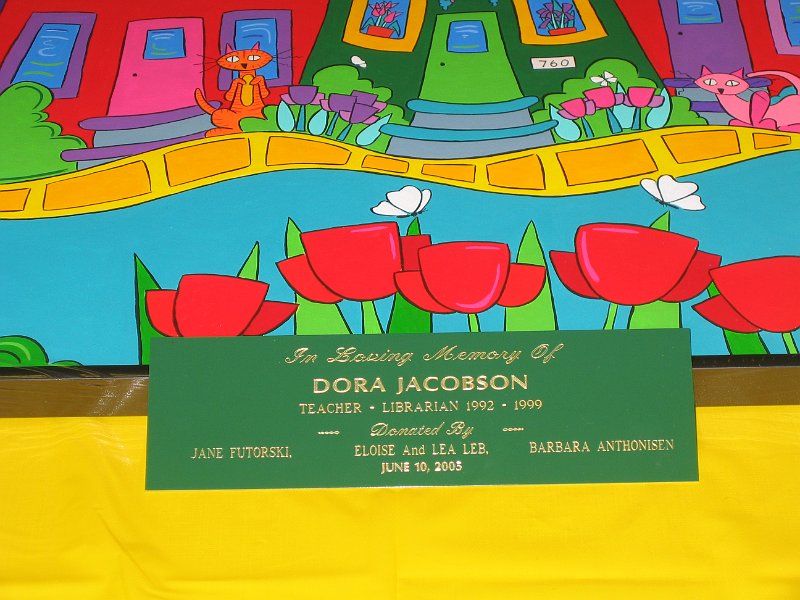 760
In Loving Memory Of
DORA JACOBSON
TEACHER • LIBRARIAN 1992 - 1999
Donated By
JANE FUTORSKI, ELOISE And LEA LEB, BARBARA ANTHONISEN
JUNE 10, 2005